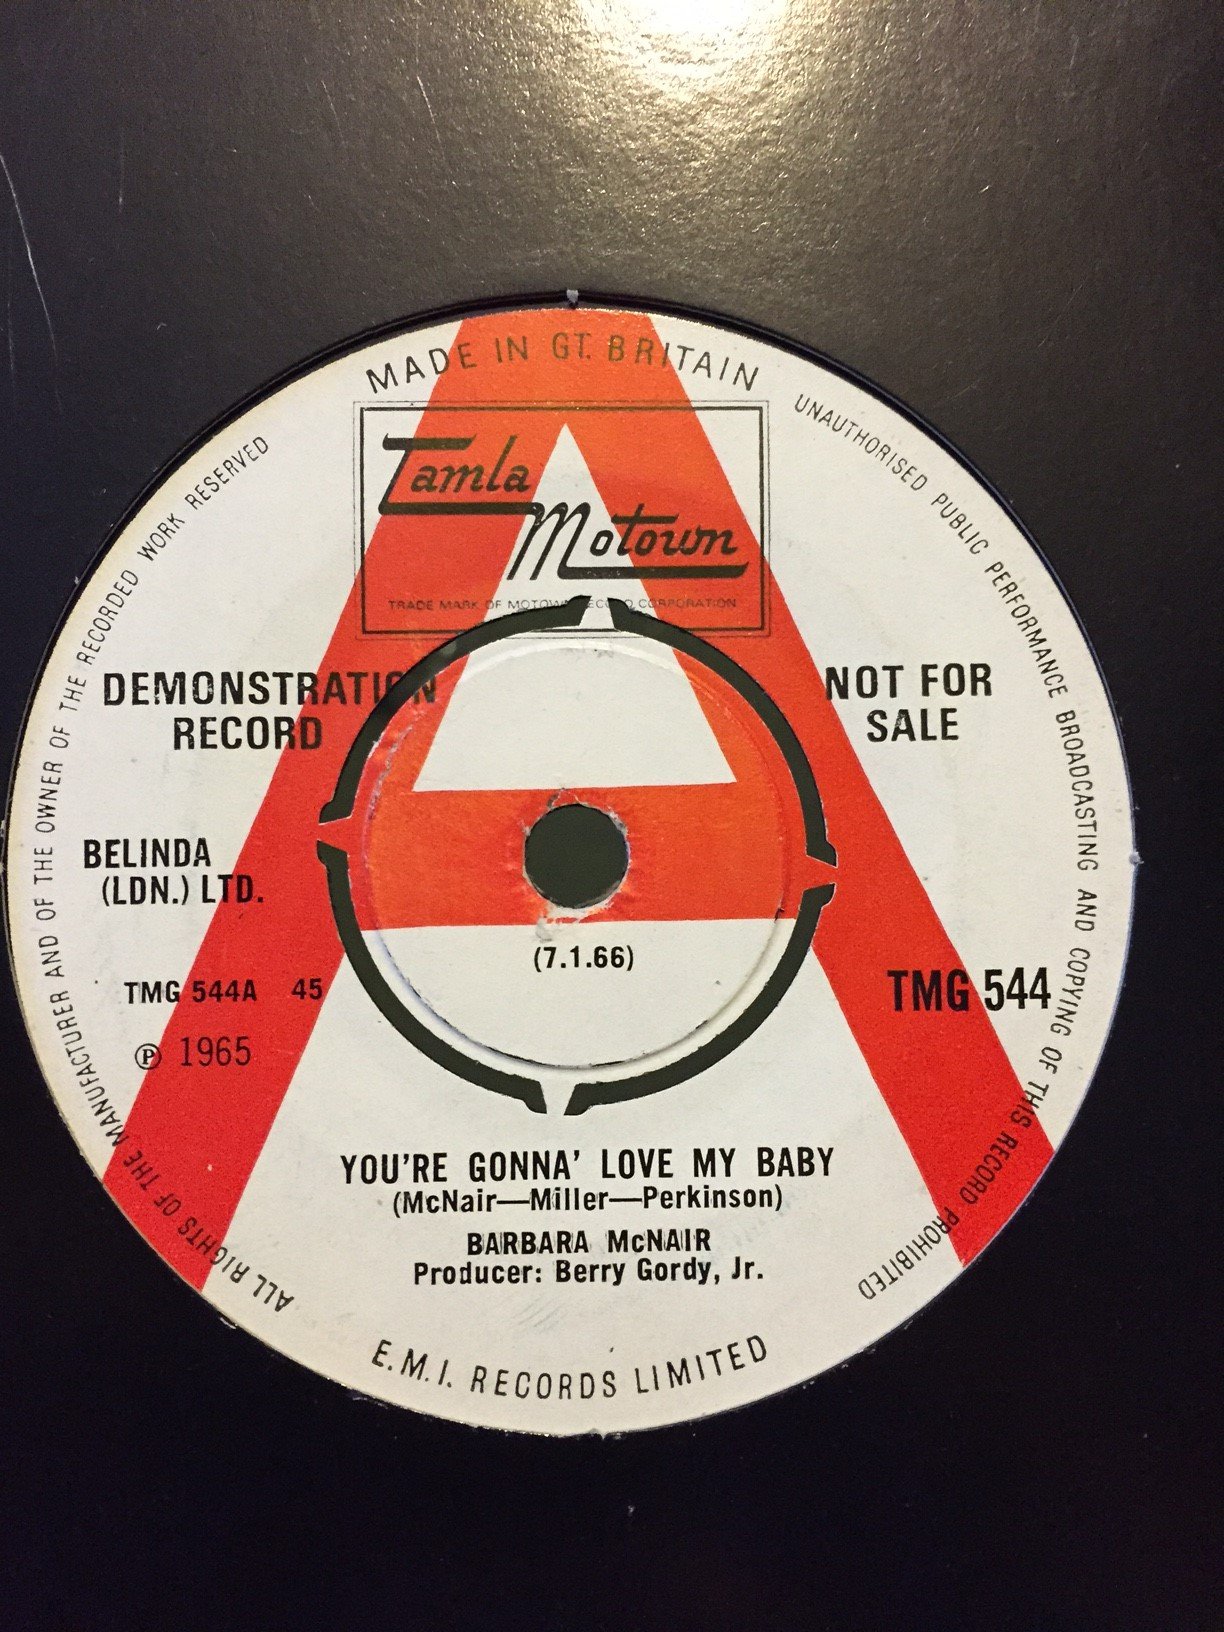 MADE IN GT. BRITAIN
Tamla
Motown
TRADE MARK OF MOTOWN RECORD CORPORATION
DEMONSTRATION
RECORD
NOT FOR
SALE
BELINDA
(LDN.) LTD.
(7.1.66)
TMG 544A 45
TMG 544
℗ 1965
YOU'RE GONNA' LOVE MY BABY
(McNair—Miller—Perkinson)
BARBARA McNAIR
Producer: Berry Gordy, Jr.
E.M.I. RECORDS LIMITED
ALL RIGHTS OF THE MANUFACTURER AND OF THE OWNER OF THE RECORDED WORK RESERVED
UNAUTHORISED PUBLIC PERFORMANCE BROADCASTING AND COPYING OF THIS RECORD PROHIBITED